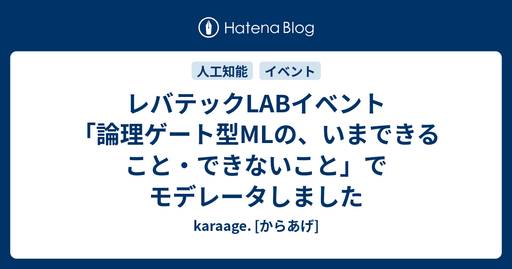 Hatena Blog
人工知能 イベント
レバテックLABイベント
「論理ゲート型MLの、いまできる
こと・できないこと」で
モデレータしました
karaage. [からあげ]